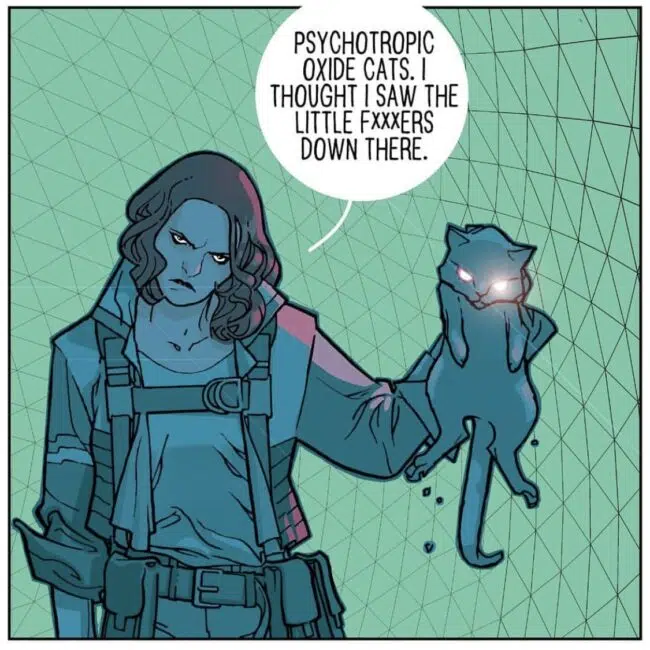 PSYCHOTROPIC
OXIDE CATS. I
THOUGHT I SAW THE
LITTLE FXXXERS
DOWN THERE.